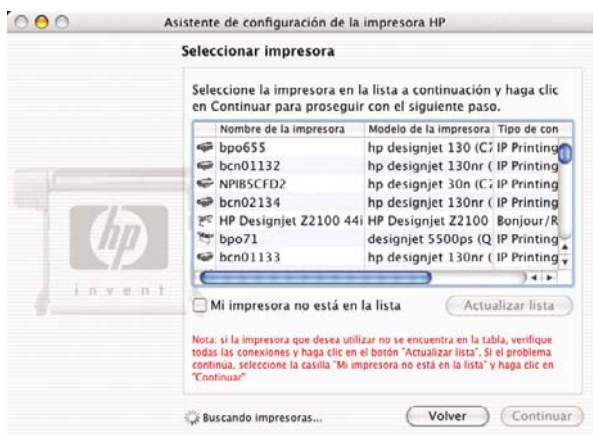 Asistente de configuración de la impresora HP
Seleccionar impresora
Seleccione la impresora en la lista a continuación y haga clic
en Continuar para proseguir con el siguiente paso.
Nombre de la impresora Modelo de la impresora Tipo de con
bpo655 hp designjet 130 (C7 IP Printing
bcn01132 hp designjet 130nr ( IP Printing
NPIB5CFD2 hp designjet 30n (C7 IP Printing
bcn02134 hp designjet 130nr ( IP Printing
HP Designjet Z2100 44i HP Designjet Z2100 Bonjour/R
bpo71 designjet 5500ps (Q IP Printing
bcn01133 hp designjet 130nr ( IP Printing
hp
invent
Mi impresora no está en la lista Actualizar lista
Nota: si la impresora que desea utilizar no se encuentra en la tabla, verifique
todas las conexiones y haga clic en el botón "Actualizar lista". Si el problema
continúa, seleccione la casilla "Mi impresora no está en la lista" y haga clic en
"Continuar"
Buscando impresoras... Volver Continuar